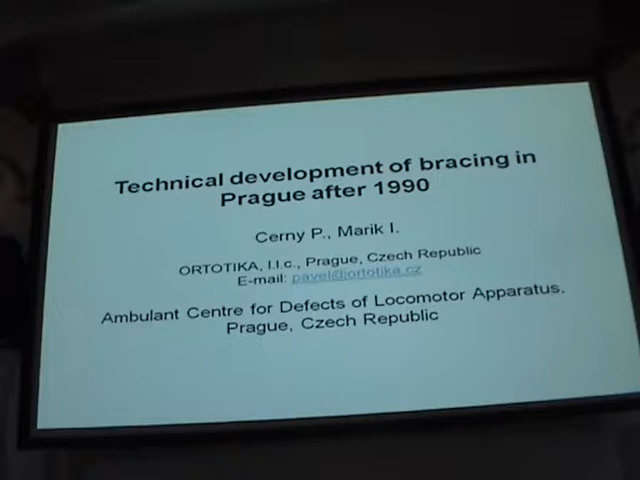 Technical development of bracing in
Prague after 1990
Cerny P., Marik I.
ORTOTIKA, l.l.c., Prague, Czech Republic
E-mail: pavel@ortotika.cz
Ambulant Centre for Defects of Locomotor Apparatus.
Prague, Czech Republic